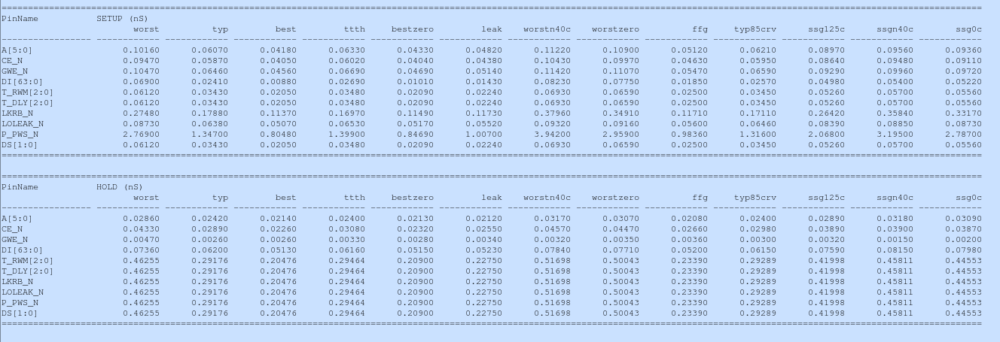 PinName SETUP (nS)
worst typ best ttth bestzero leak worstn40c worstzero ffg typ85crv ssg125c ssgn40c ssg0c
A[5:0] 0.10160 0.06070 0.04180 0.06330 0.04330 0.04820 0.11220 0.10900 0.05120 0.06210 0.08970 0.09560 0.09360
CE_N 0.09470 0.05870 0.04050 0.06020 0.04040 0.04380 0.10430 0.09970 0.04630 0.05950 0.08640 0.09480 0.09110
GWE_N 0.10470 0.06460 0.04560 0.06690 0.04690 0.05140 0.11420 0.11070 0.05470 0.06590 0.09290 0.09960 0.09720
DI[63:0] 0.06900 0.02410 0.00880 0.02690 0.01010 0.01430 0.08230 0.07750 0.01850 0.02570 0.04980 0.05400 0.05220
T_RWM[2:0] 0.06120 0.03430 0.02050 0.03480 0.02090 0.02240 0.06930 0.06590 0.02500 0.03450 0.05260 0.05700 0.05560
T_DLY[2:0] 0.06120 0.03430 0.02050 0.03480 0.02090 0.02240 0.06930 0.06590 0.02500 0.03450 0.05260 0.05700 0.05560
LKRB_N 0.27480 0.17880 0.11370 0.16970 0.11490 0.11730 0.37960 0.34910 0.11710 0.17110 0.26420 0.35840 0.33170
LOLEAK_N 0.08730 0.06380 0.05070 0.06530 0.05170 0.05520 0.09320 0.09160 0.05600 0.06460 0.08390 0.08850 0.08730
P_PWS_N 2.76900 1.34700 0.80480 1.39900 0.84690 1.00700 3.94200 2.95900 0.98360 1.31600 2.06800 3.19500 2.78700
DS[1:0] 0.06120 0.03430 0.02050 0.03480 0.02090 0.02240 0.06930 0.06590 0.02500 0.03450 0.05260 0.05700 0.05560
PinName HOLD (nS)
worst typ best ttth bestzero leak worstn40c worstzero ffg typ85crv ssg125c ssgn40c ssg0c
A[5:0] 0.02860 0.02420 0.02140 0.02400 0.02130 0.02120 0.03170 0.03070 0.02080 0.02400 0.02890 0.03180 0.03090
CE_N 0.04330 0.02890 0.02260 0.03080 0.02320 0.02550 0.04570 0.04470 0.02660 0.02980 0.03890 0.03900 0.03870
GWE_N 0.00470 0.00260 0.00260 0.00330 0.00280 0.00340 0.00320 0.00350 0.00360 0.00300 0.00320 0.00150 0.00200
DI[63:0] 0.07360 0.06200 0.05130 0.06160 0.05150 0.05230 0.07840 0.07710 0.05200 0.06150 0.07590 0.08150 0.07980
T_RWM[2:0] 0.46255 0.29176 0.20476 0.29464 0.20900 0.22750 0.51698 0.50043 0.23390 0.29289 0.41998 0.45811 0.44553
T_DLY[2:0] 0.46255 0.29176 0.20476 0.29464 0.20900 0.22750 0.51698 0.50043 0.23390 0.29289 0.41998 0.45811 0.44553
LKRB_N 0.46255 0.29176 0.20476 0.29464 0.20900 0.22750 0.51698 0.50043 0.23390 0.29289 0.41998 0.45811 0.44553
LOLEAK_N 0.46255 0.29176 0.20476 0.29464 0.20900 0.22750 0.51698 0.50043 0.23390 0.29289 0.41998 0.45811 0.44553
P_PWS_N 0.46255 0.29176 0.20476 0.29464 0.20900 0.22750 0.51698 0.50043 0.23390 0.29289 0.41998 0.45811 0.44553
DS[1:0] 0.46255 0.29176 0.20476 0.29464 0.20900 0.22750 0.51698 0.50043 0.23390 0.29289 0.41998 0.45811 0.44553